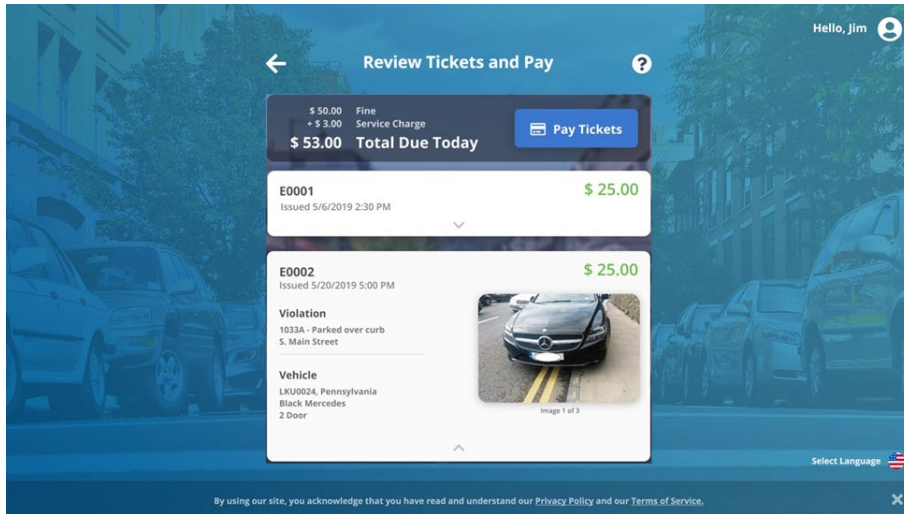 Hello, Jim
Review Tickets and Pay
?
$ 50.00 Fine
+ $ 3.00 Service Charge
$ 53.00 Total Due Today
Pay Tickets
E0001
$ 25.00
Issued 5/6/2019 2:30 PM
E0002
$ 25.00
Issued 5/20/2019 5:00 PM
Violation
1033A - Parked over curb
S. Main Street
Vehicle
LKU0024, Pennsylvania
Black Mercedes
2 Door
Image 1 of 3
Select Language
By using our site, you acknowledge that you have read and understand our Privacy Policy and our Terms of Service.